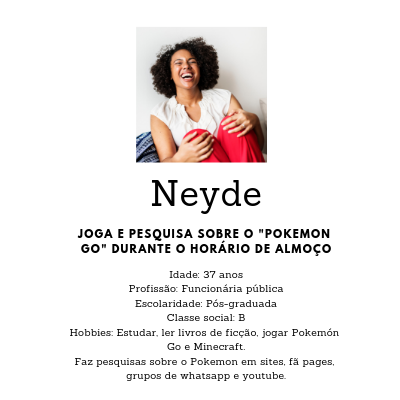 Neyde
JOGA E PESQUISA SOBRE O "POKEMON
GO" DURANTE O HORÁRIO DE ALMOÇO
Idade: 37 anos
Profissão: Funcionária pública
Escolaridade: Pós-graduada
Classe social: B
Hobbies: Estudar, ler livros de ficção, jogar Pokemón
Go e Minecraft.
Faz pesquisas sobre o Pokemon em sites, fã pages,
grupos de whatsapp e youtube.